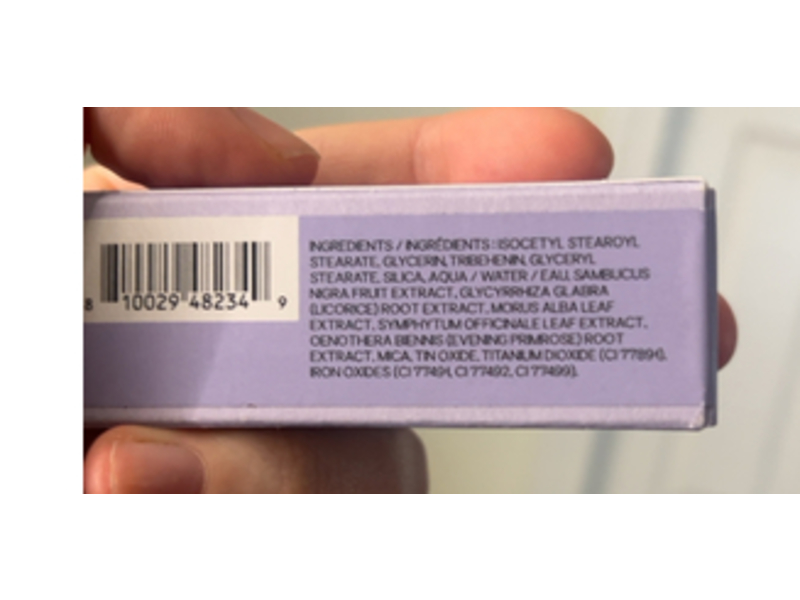 8 10029 48234 9
INGREDIENTS / INGRÉDIENTS : ISOCETYL STEAROYL
STEARATE, GLYCERIN, TRIBEHENIN, GLYCERYL
STEARATE, SILICA, AQUA / WATER / EAU, SAMBUCUS
NIGRA FRUIT EXTRACT, GLYCYRRHIZA GLABRA
(LICORICE) ROOT EXTRACT, MORUS ALBA LEAF
EXTRACT, SYMPHYTUM OFFICINALE LEAF EXTRACT,
OENOTHERA BIENNIS (EVENING PRIMROSE) ROOT
EXTRACT, MICA, TIN OXIDE, TITANIUM DIOXIDE (CI 77891),
IRON OXIDES (CI 77491, CI 77492, CI 77499).